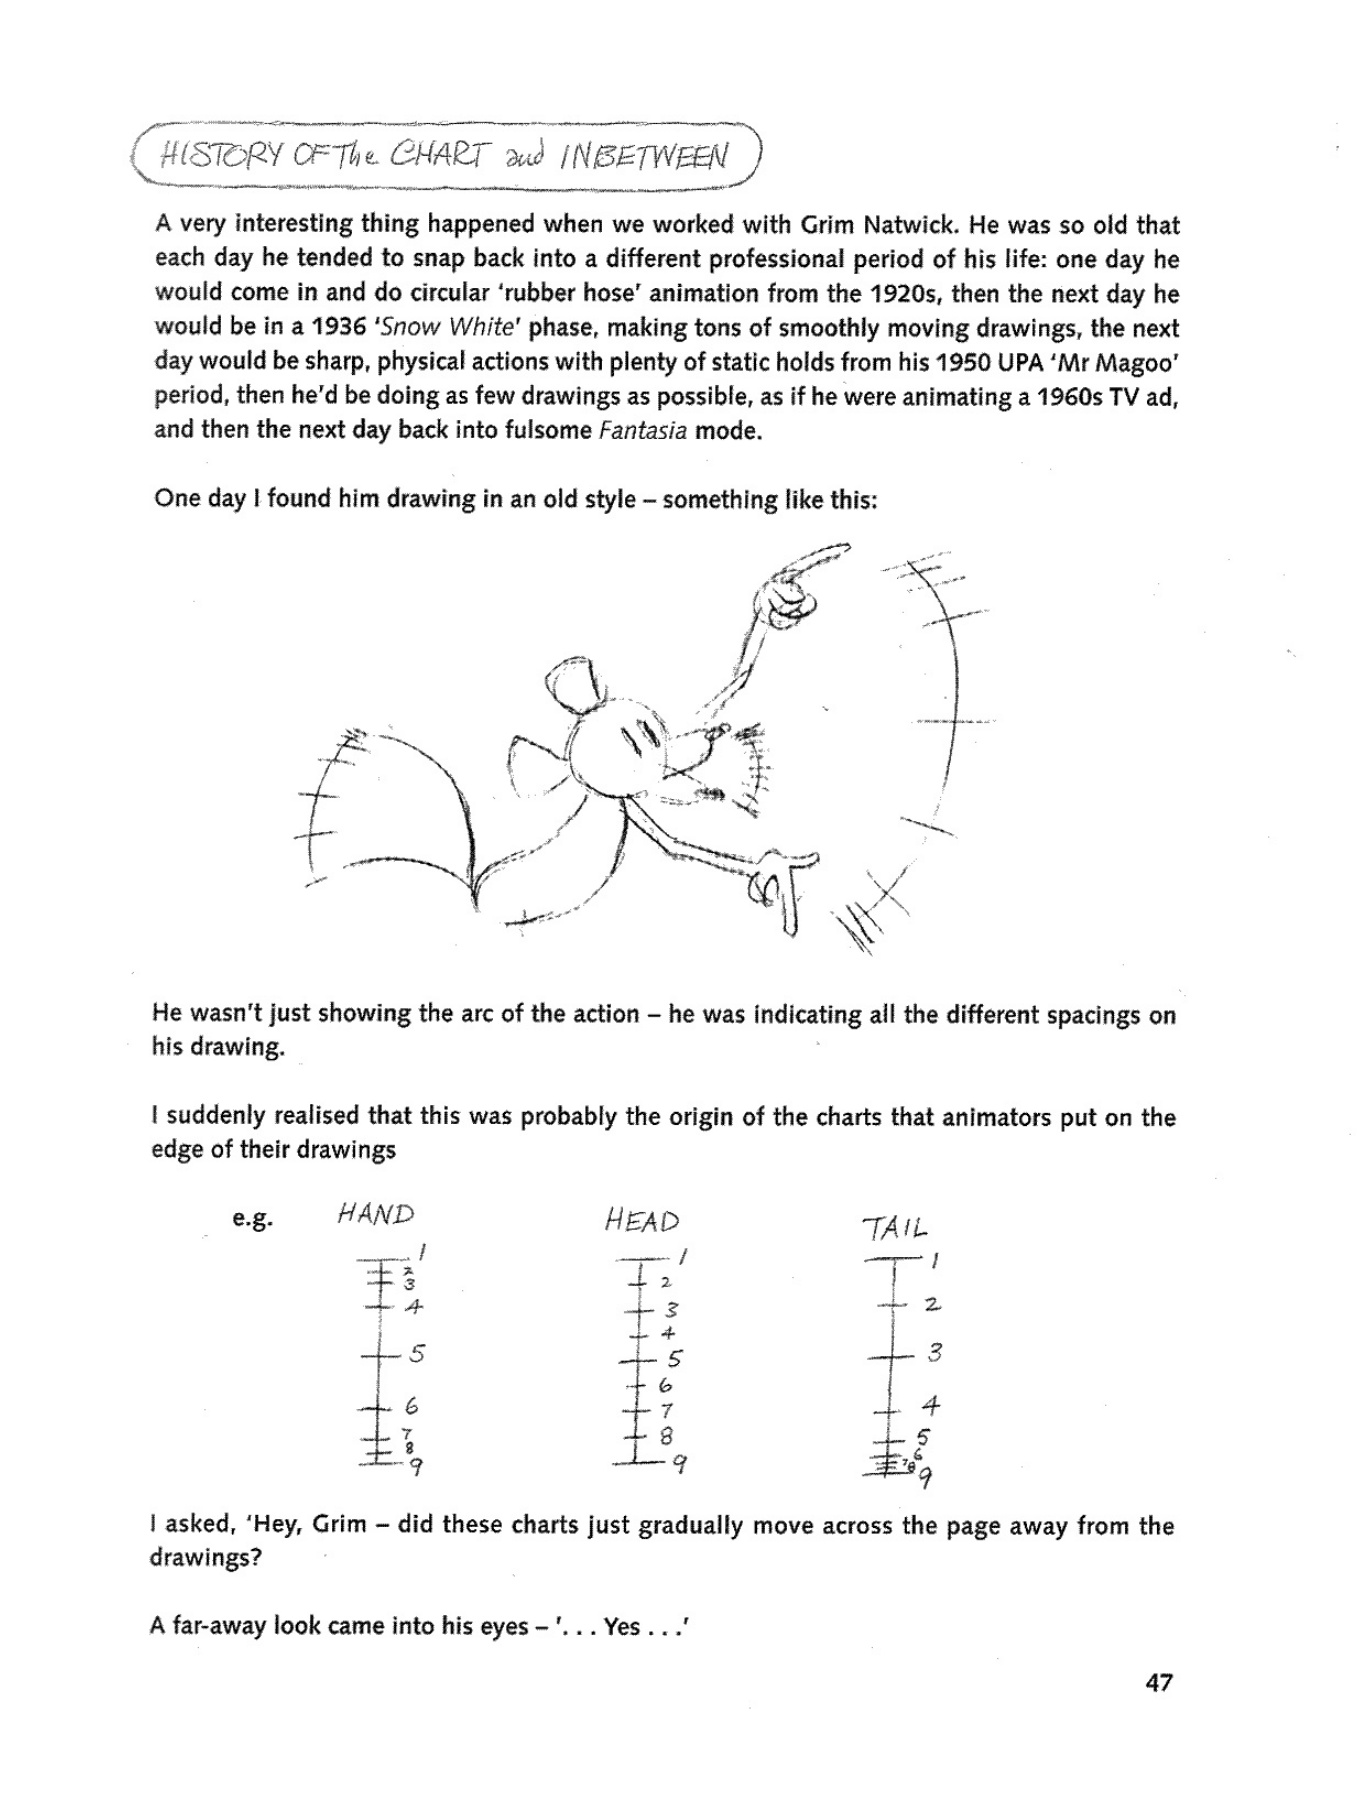 HISTORY OF The CHART and INBETWEEN
A very interesting thing happened when we worked with Grim Natwick. He was so old that
each day he tended to snap back into a different professional period of his life: one day he
would come in and do circular 'rubber hose' animation from the 1920s, then the next day he
would be in a 1936 'Snow White' phase, making tons of smoothly moving drawings, the next
day would be sharp, physical actions with plenty of static holds from his 1950 UPA 'Mr Magoo'
period, then he'd be doing as few drawings as possible, as if he were animating a 1960s TV ad,
and then the next day back into fulsome Fantasia mode.
One day I found him drawing in an old style – something like this:
He wasn't just showing the arc of the action – he was indicating all the different spacings on
his drawing.
I suddenly realised that this was probably the origin of the charts that animators put on the
edge of their drawings
e.g.
HAND
1
2
3
4
5
6
7
8
9
HEAD
1
2
3
4
5
6
7
8
9
TAIL
1
2
3
4
5
6
7 8
9
I asked, 'Hey, Grim – did these charts just gradually move across the page away from the
drawings?
A far-away look came into his eyes – '. . . Yes . . .'
47